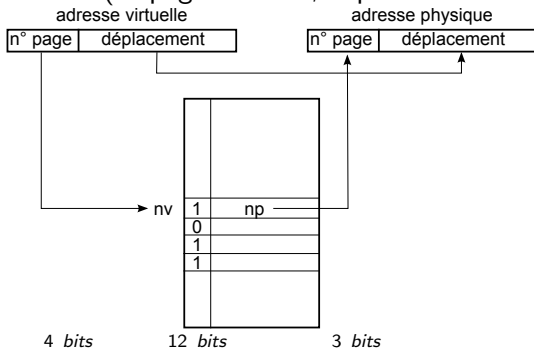 adresse virtuelle adresse physique
n° page déplacement n° page déplacement
nv 1 np
0
1
1
4 bits 12 bits 3 bits